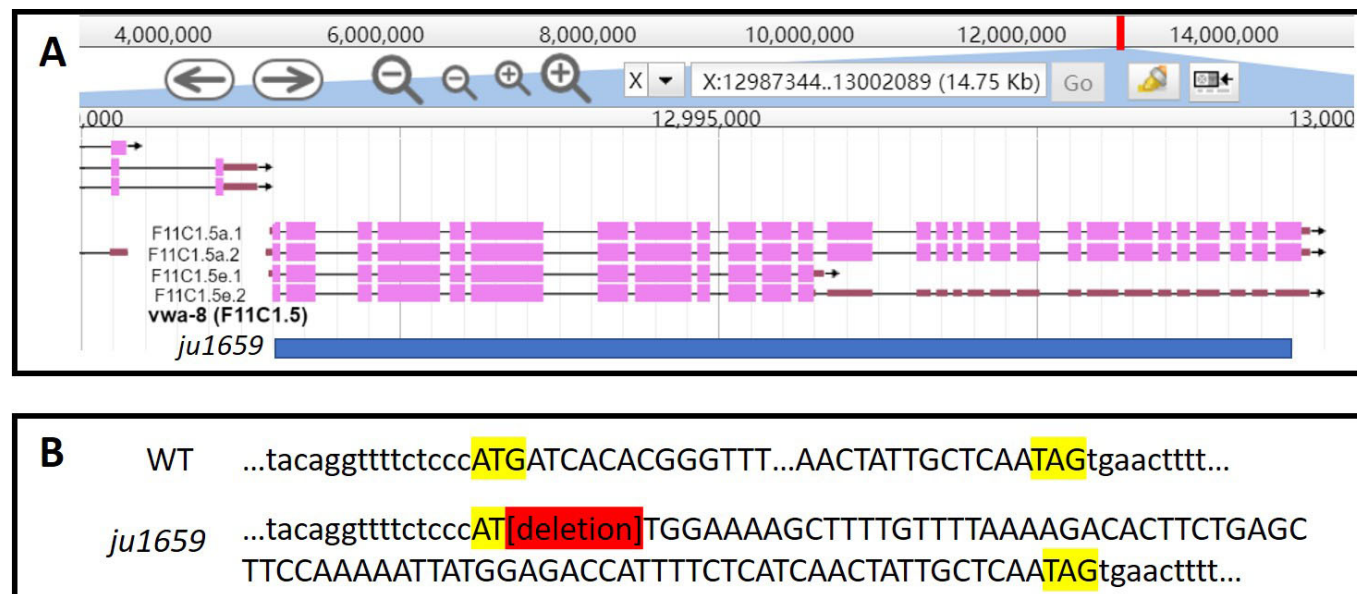 A
4,000,000 6,000,000 8,000,000 10,000,000 12,000,000 14,000,000
X X:12987344..13002089 (14.75 Kb) Go
,000 12,995,000 13,000
F11C1.5a.1
F11C1.5a.2
F11C1.5e.1
F11C1.5e.2
vwa-8 (F11C1.5)
ju1659
B
WT ...tacaggttttctcccATGATCACACGGGTTT...AACTATTGCTCAATAGtgaactttt...
ju1659 ...tacaggttttctcccAT[deletion]TGGAAAAGCTTTTGTTTTAAAAGACACTTCTGAGC
TTCCAAAAATTATGGAGACCATTTTCTCATCAACTATTGCTCAATAGtgaactttt...